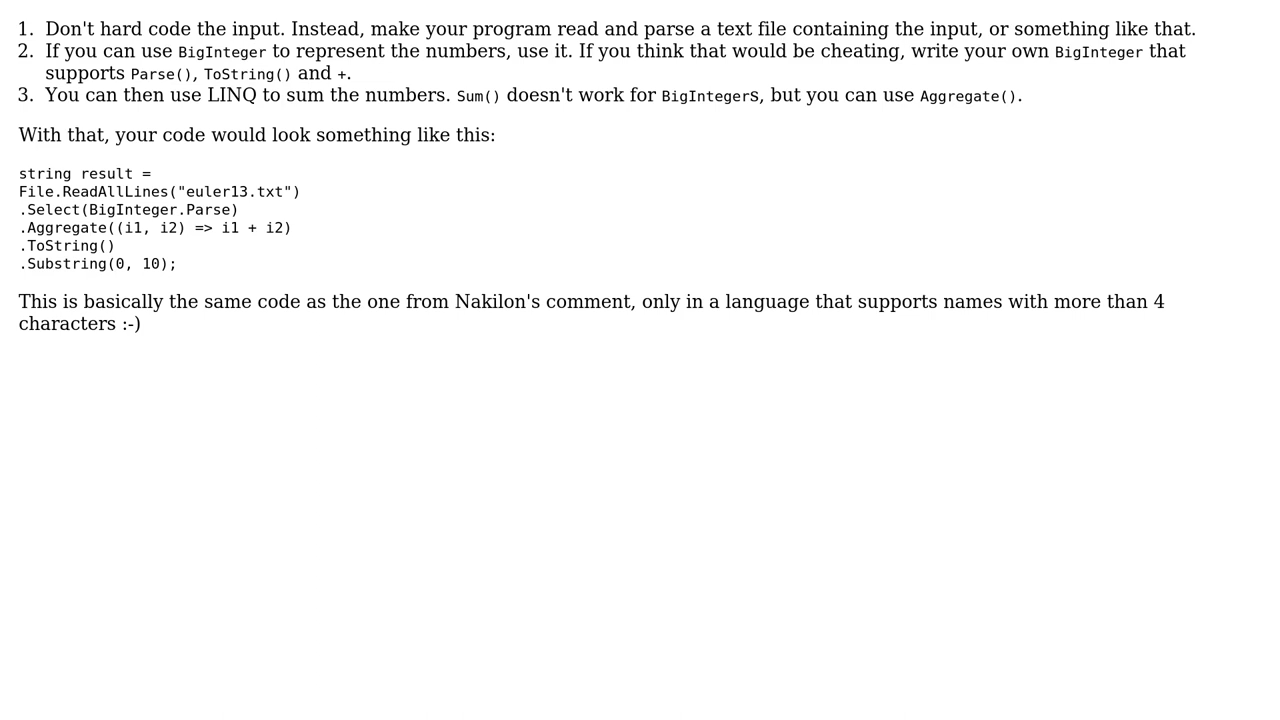 1. Don't hard code the input. Instead, make your program read and parse a text file containing the input, or something like that.
2. If you can use BigInteger to represent the numbers, use it. If you think that would be cheating, write your own BigInteger that
supports Parse(), ToString() and +.
3. You can then use LINQ to sum the numbers. Sum() doesn't work for BigIntegers, but you can use Aggregate().
With that, your code would look something like this:
string result =
File.ReadAllLines("euler13.txt")
.Select(BigInteger.Parse)
.Aggregate((i1, i2) => i1 + i2)
.ToString()
.Substring(0, 10);
This is basically the same code as the one from Nakilon's comment, only in a language that supports names with more than 4
characters :-)